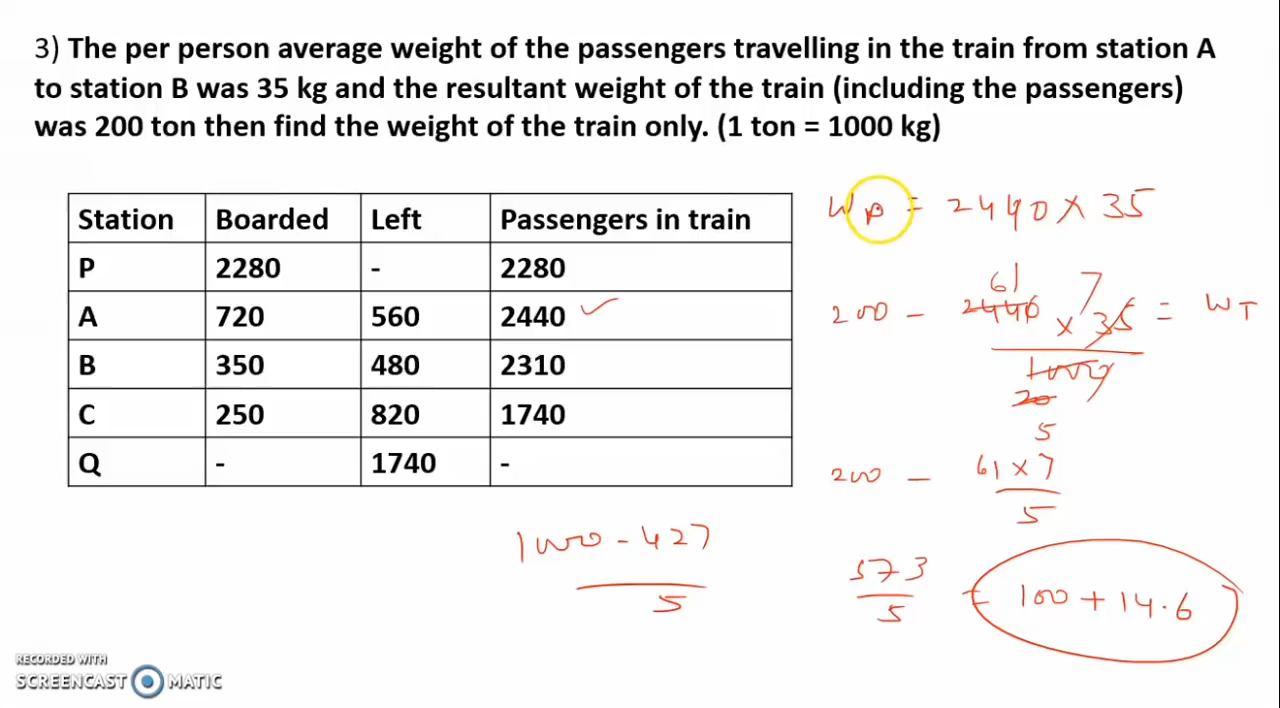 3) The per person average weight of the passengers travelling in the train from station A
to station B was 35 kg and the resultant weight of the train (including the passengers)
was 200 ton then find the weight of the train only. (1 ton = 1000 kg)
Station Boarded Left Passengers in train
P 2280 - 2280
A 720 560 2440 ✓
B 350 480 2310
C 250 820 1740
Q - 1740 -
WP = 2440 × 35
61 7
200 - 2440 × 35 = WT
1000
20
5
200 - 61 × 7
5
1000 - 427
5
573
5
= 100 + 14.6
RECORDED WITH
SCREENCAST MATIC